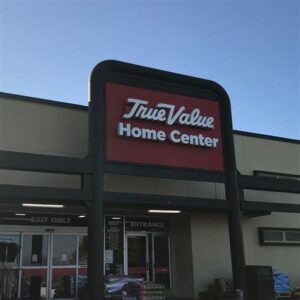 True Value
Home Center
EXIT ONLY
ENTRANCE